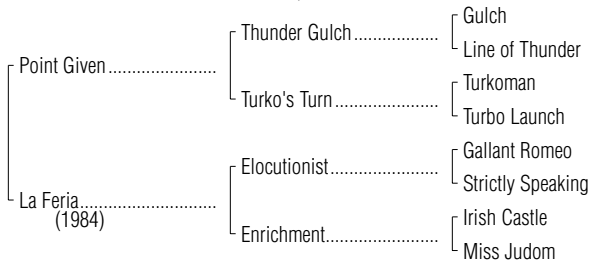 Gulch
Thunder Gulch..................
Line of Thunder
Point Given.......................
Turkoman
Turko's Turn......................
Turbo Launch
Gallant Romeo
Elocutionist.......................
Strictly Speaking
La Feria.............................
(1984)
Irish Castle
Enrichment........................
Miss Judom